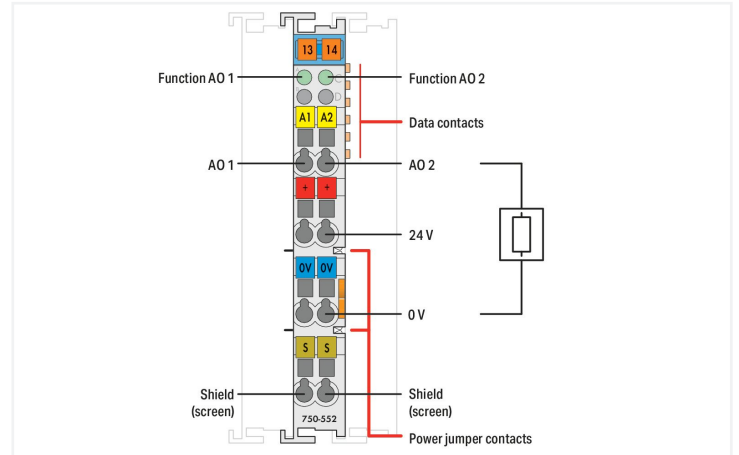 13 14
Function AO 1
C
Function AO 2
D
Data contacts
A1 A2
AO 1
AO 2
+ +
24 V
0V 0V
0 V
S S
Shield
(screen)
Shield
(screen)
750-552
Power jumper contacts